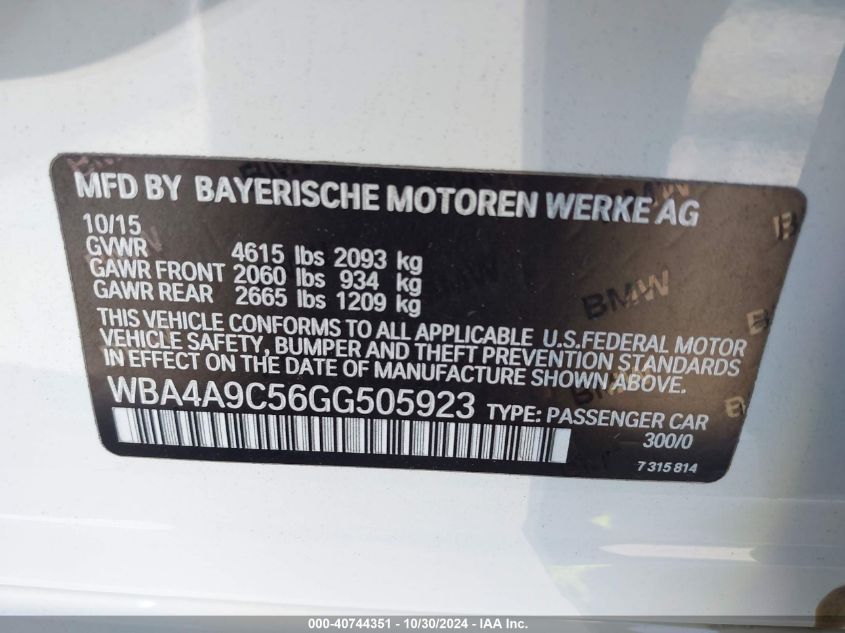 MFD BY BAYERISCHE MOTOREN WERKE AG
10/15
GVWR 4615 lbs 2093 kg
GAWR FRONT 2060 lbs 934 kg
GAWR REAR 2665 lbs 1209 kg
THIS VEHICLE CONFORMS TO ALL APPLICABLE U.S.FEDERAL MOTOR
VEHICLE SAFETY, BUMPER AND THEFT PREVENTION STANDARDS
IN EFFECT ON THE DATE OF MANUFACTURE SHOWN ABOVE.
WBA4A9C56GG505923 TYPE: PASSENGER CAR
300/0
7 315 814
BMW
000-40744351 - 10/30/2024 - IAA Inc.